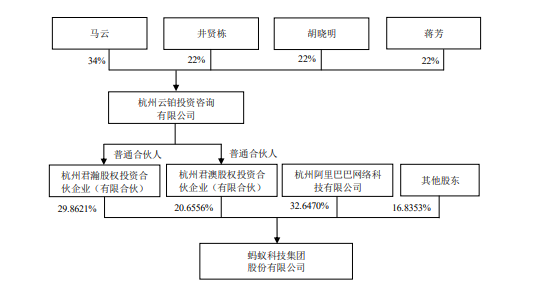 马云
井贤栋
胡晓明
蒋芳
34%
22%
22%
22%
杭州云铂投资咨询
有限公司
普通合伙人
普通合伙人
杭州君瀚股权投资合
伙企业（有限合伙）
杭州君澳股权投资合
伙企业（有限合伙）
杭州阿里巴巴网络科
技有限公司
其他股东
29.8621%
20.6556%
32.6470%
16.8353%
蚂蚁科技集团
股份有限公司